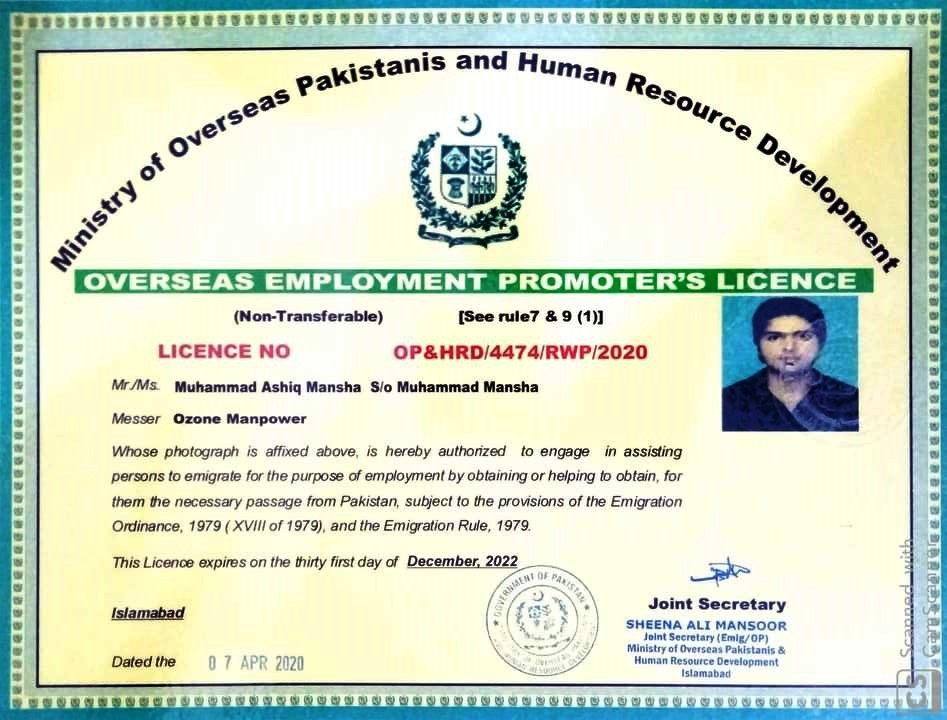 Ministry of Overseas Pakistanis and Human Resource Development
OVERSEAS EMPLOYMENT PROMOTER'S LICENCE
(Non-Transferable) [See rule7 & 9 (1)]
LICENCE NO OP&HRD/4474/RWP/2020
Mr./Ms. Muhammad Ashiq Mansha S/o Muhammad Mansha
Messer Ozone Manpower
Whose photograph is affixed above, is hereby authorized to engage in assisting
persons to emigrate for the purpose of employment by obtaining or helping to obtain, for
them the necessary passage from Pakistan, subject to the provisions of the Emigration
Ordinance, 1979 ( XVIII of 1979), and the Emigration Rule, 1979.
This Licence expires on the thirty first day of December, 2022
Islamabad
Dated the 07 APR 2020
GOVERNMENT OF PAKISTAN
Joint Secretary
SHEENA ALI MANSOOR
Joint Secretary (Emig/OP)
Ministry of Overseas Pakistanis &
Human Resource Development
Islamabad
CS Scanned with
CamScanner